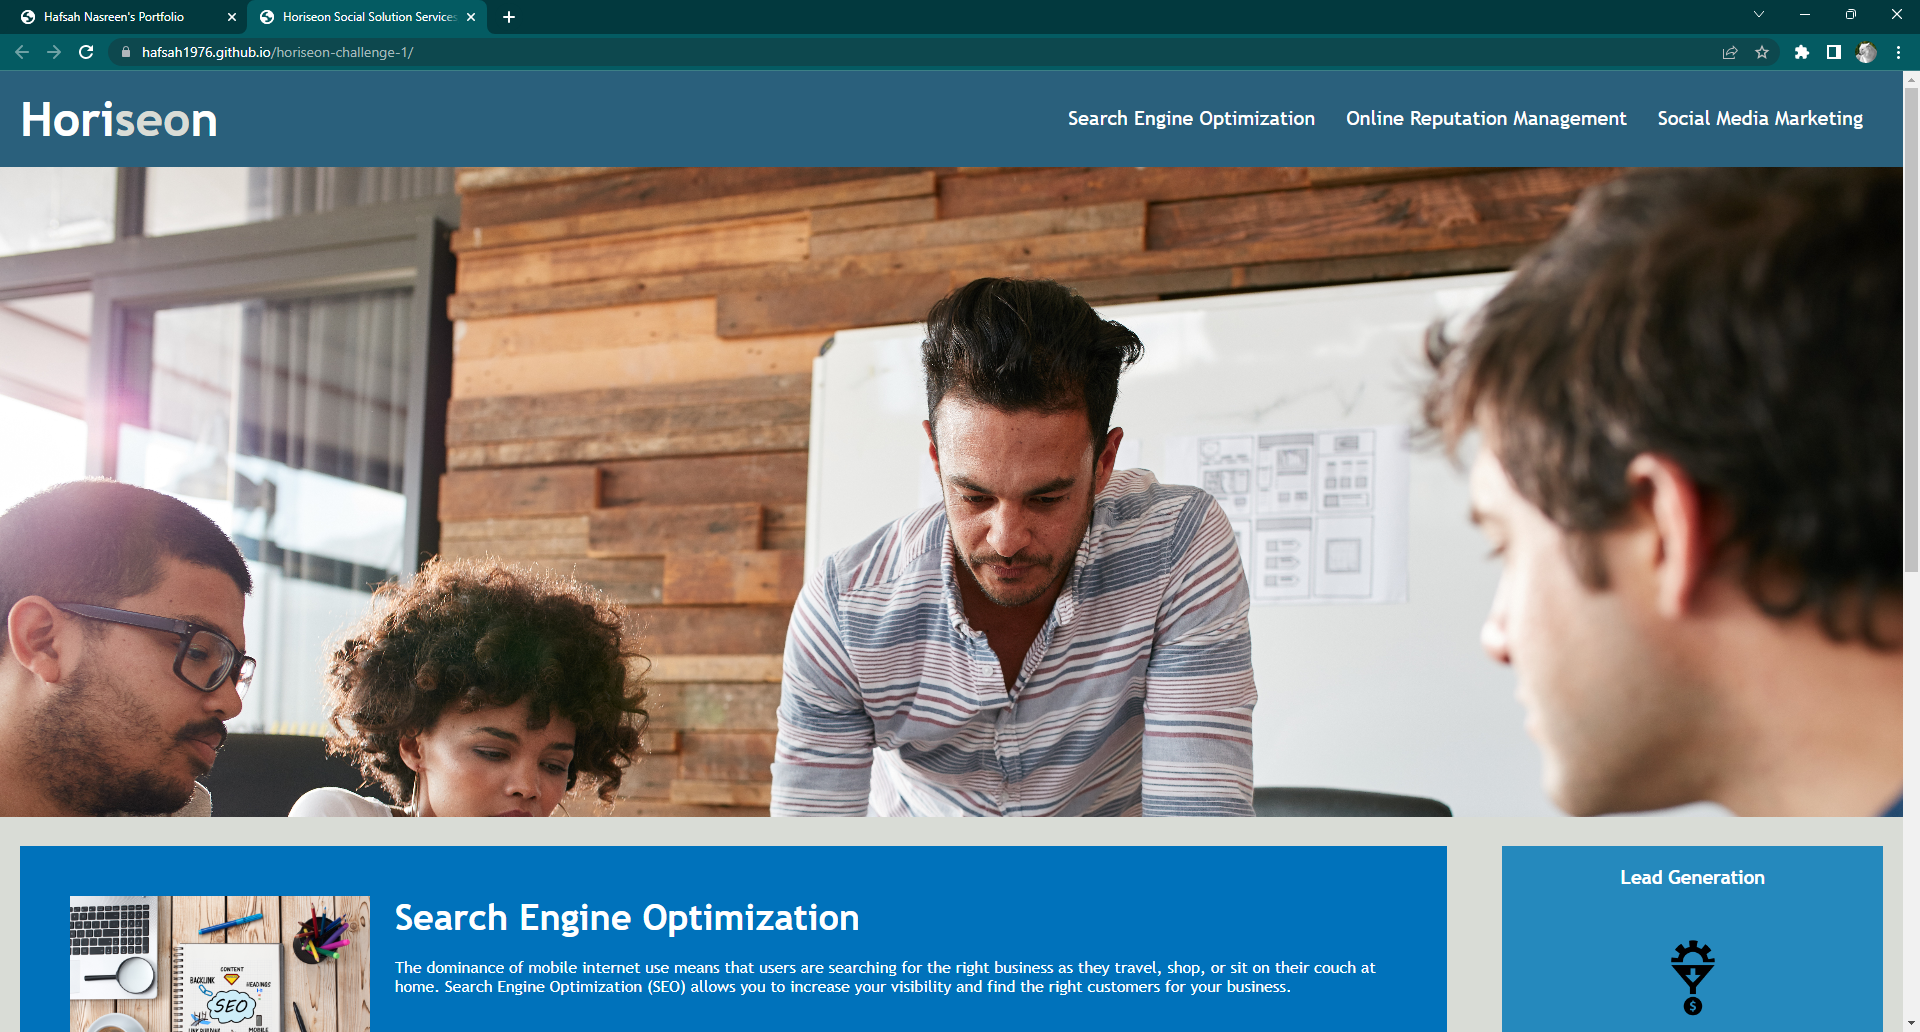 Hafsah Nasreen's Portfolio
Horiseon Social Solution Services
hafsah1976.github.io/horiseon-challenge-1/
Horiseon
Search Engine Optimization
Online Reputation Management
Social Media Marketing
Search Engine Optimization
The dominance of mobile internet use means that users are searching for the right business as they travel, shop, or sit on their couch at
home. Search Engine Optimization (SEO) allows you to increase your visibility and find the right customers for your business.
CONTENT
BACKLINK
HEADINGS
SEO
MOBILE
Lead Generation
$